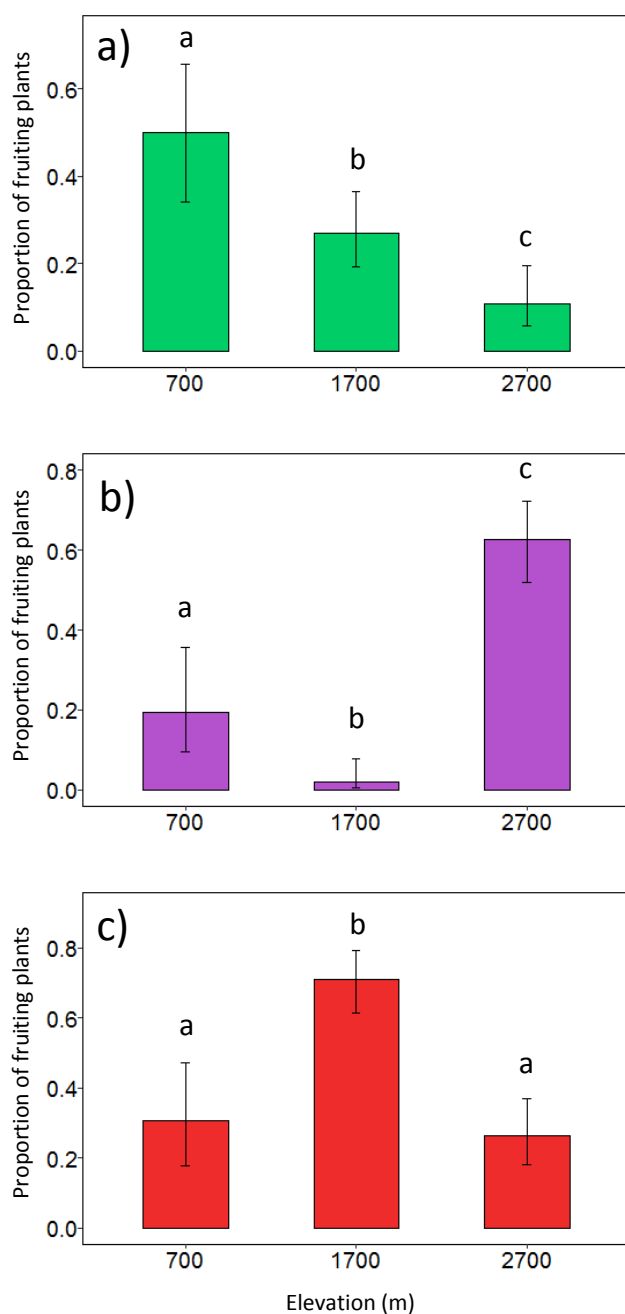 a)
a
b
c
Proportion of fruiting plants
0.6
0.4
0.2
0.0
700 1700 2700
b)
a
b
c
Proportion of fruiting plants
0.8
0.6
0.4
0.2
0.0
700 1700 2700
c)
a
b
a
Proportion of fruiting plants
0.8
0.6
0.4
0.2
0.0
700 1700 2700
Elevation (m)